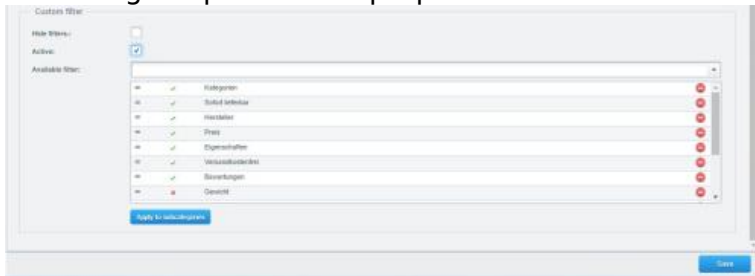 Custom filter
Hide filters:
Active:
Available filter:
Kategorien
Sofort lieferbar
Hersteller
Preis
Eigenschaften
Versandkostenfrei
Bewertungen
Gewicht
Apply to subcategories
Save